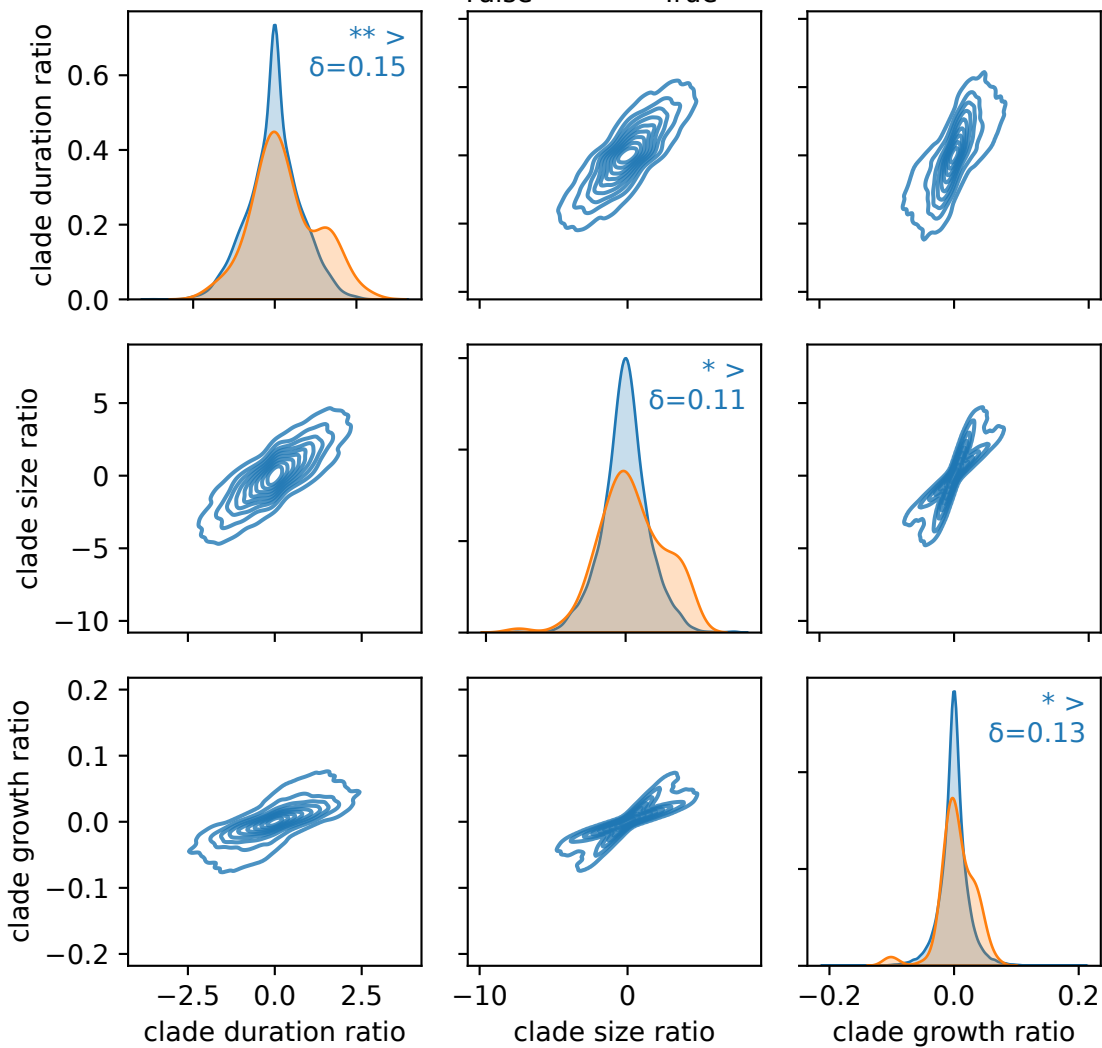 clade duration ratio
0.6
0.4
0.2
0.0
** >
δ=0.15
clade size ratio
5
0
−5
−10
* >
δ=0.11
clade growth ratio
0.2
0.1
0.0
−0.1
−0.2
* >
δ=0.13
−2.5 0.0 2.5
−10 0
−0.2 0.0 0.2
clade duration ratio
clade size ratio
clade growth ratio